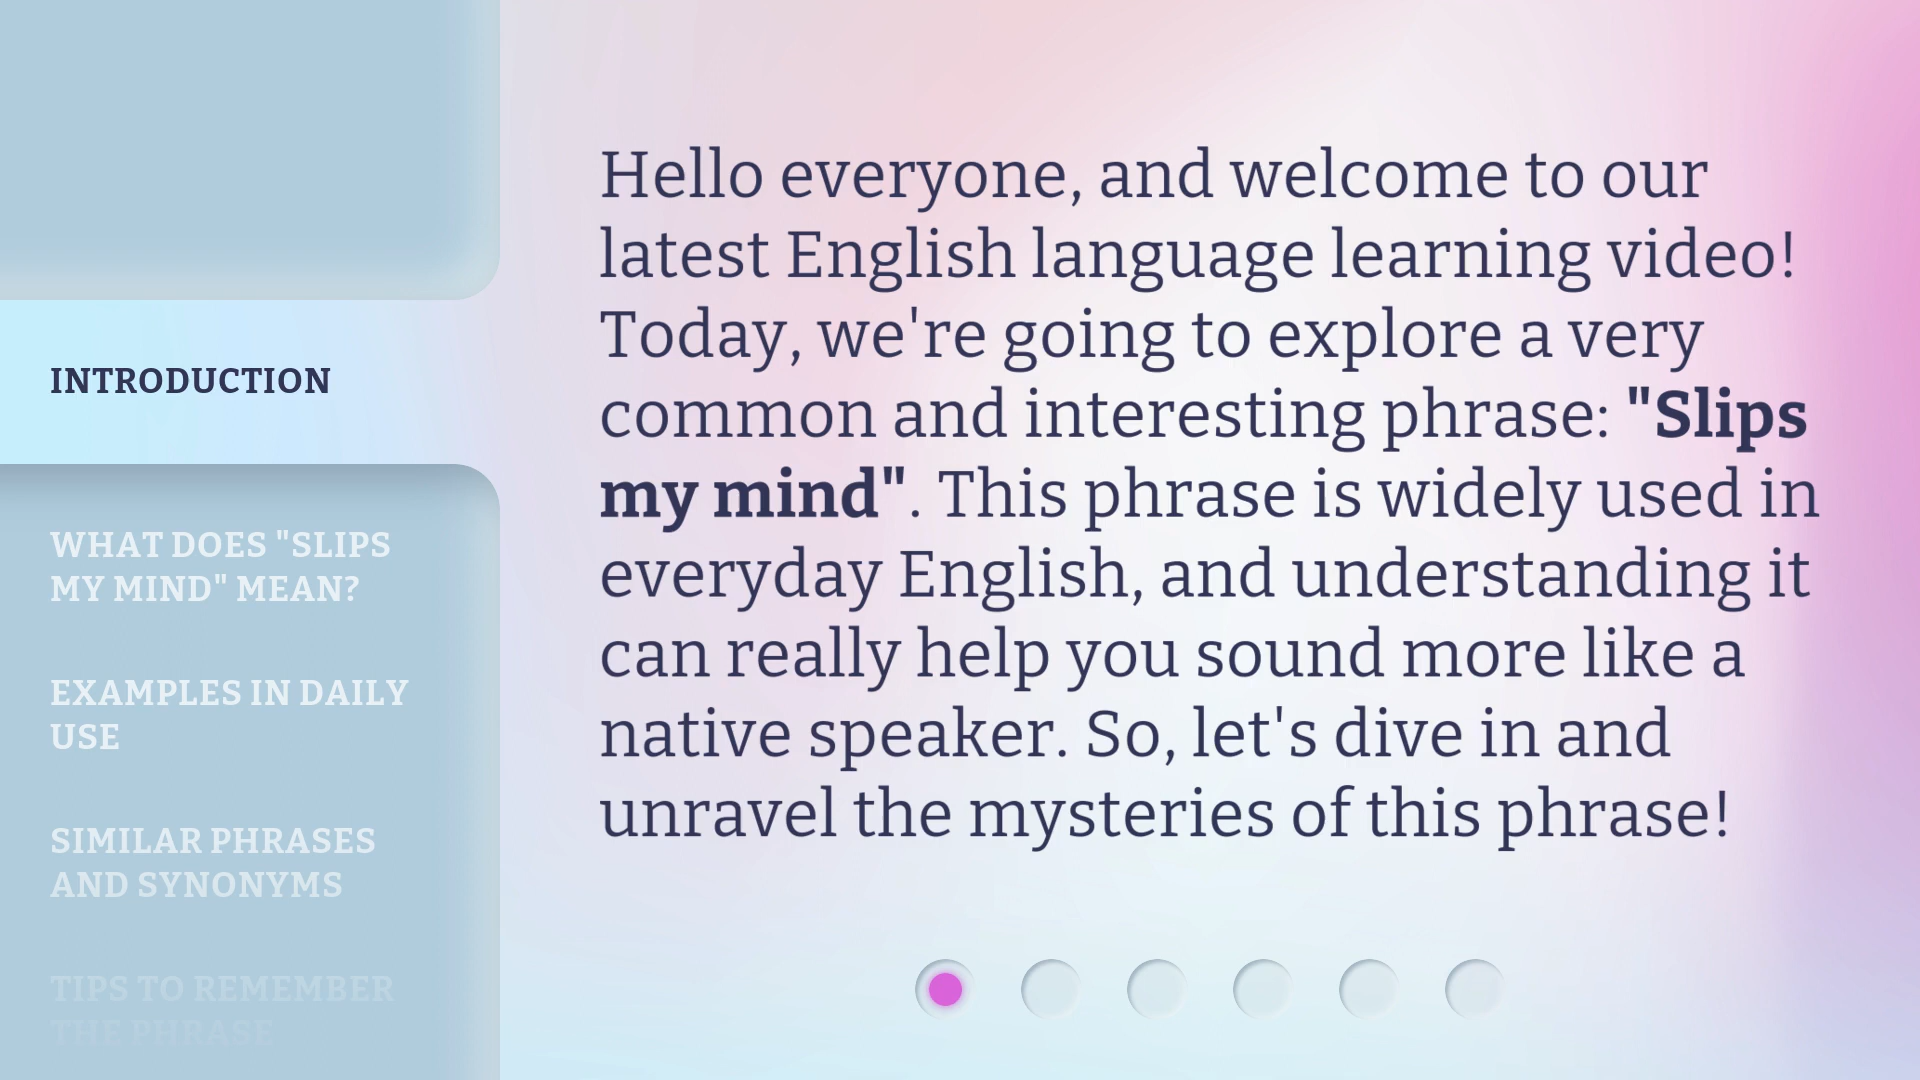 INTRODUCTION
WHAT DOES "SLIPS
MY MIND" MEAN?
EXAMPLES IN DAILY
USE
SIMILAR PHRASES
AND SYNONYMS
TIPS TO REMEMBER
THE PHRASE
Hello everyone, and welcome to our
latest English language learning video!
Today, we're going to explore a very
common and interesting phrase: "Slips
my mind". This phrase is widely used in
everyday English, and understanding it
can really help you sound more like a
native speaker. So, let's dive in and
unravel the mysteries of this phrase!